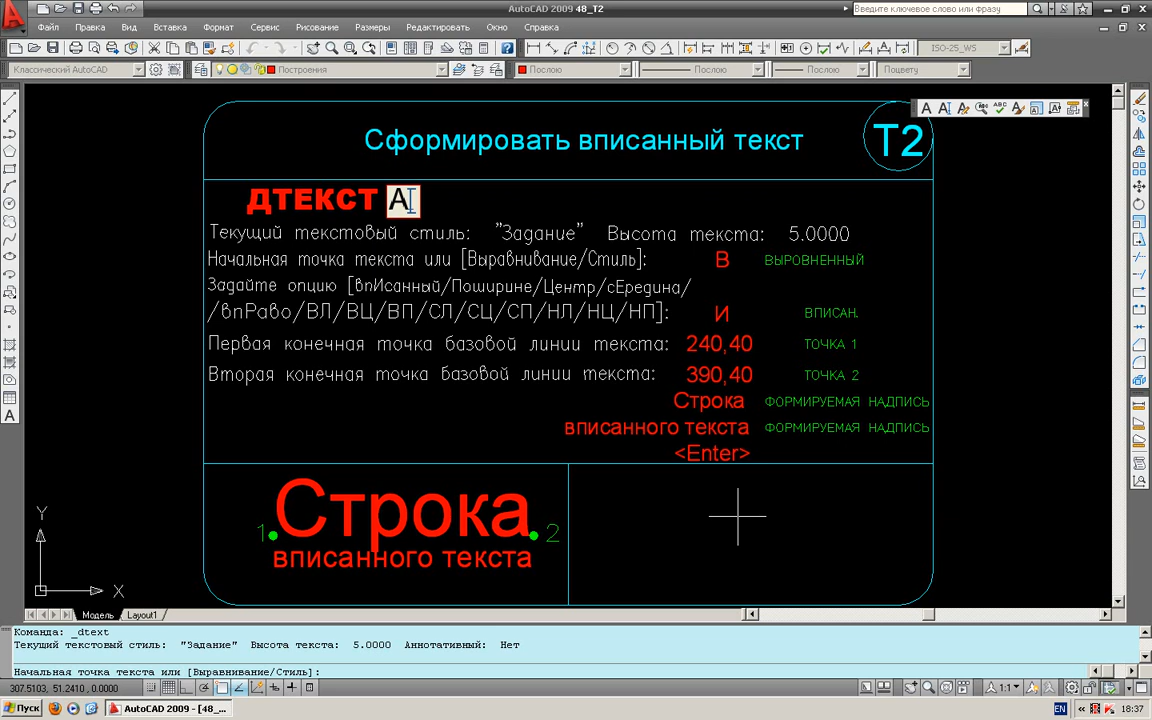 AutoCAD 2009 48_T2
Введите ключевое слово или фразу
Файл Правка Вид Вставка Формат Сервис Рисование Размеры Редактировать Окно Справка
ISO-25_WS
Классический AutoCAD Построения Послою Послою Послою Поцвету
Сформировать вписанный текст
Т2
ДТЕКСТ A
Текущий текстовый стиль: "Задание" Высота текста: 5.0000
Начальная точка текста или [Выравнивание/Стиль]: В ВЫРОВНЕННЫЙ
Задайте опцию [впИсанный/Поширине/Центр/сЕредина/
/впРаво/ВЛ/ВЦ/ВП/СЛ/СЦ/СП/НЛ/НЦ/НП]: И ВПИСАН.
Первая конечная точка базовой линии текста: 240,40 ТОЧКА 1
Вторая конечная точка базовой линии текста: 390,40 ТОЧКА 2
Строка ФОРМИРУЕМАЯ НАДПИСЬ
вписанного текста ФОРМИРУЕМАЯ НАДПИСЬ
<Enter>
1 Строка 2
вписанного текста
Y
X
Модель Layout1
Команда: _dtext
Текущий текстовый стиль: "Задание" Высота текста: 5.0000 Аннотативный: Нет
Начальная точка текста или [Выравнивание/Стиль]:
307.5103, 51.2410, 0.0000 1:1
Пуск AutoCAD 2009 - [48_... EN 18:37